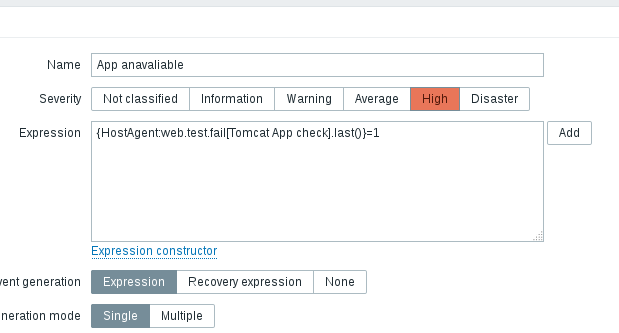 Name App anavaliable
Severity Not classified Information Warning Average High Disaster
Expression {HostAgent:web.test.fail[Tomcat App check].last()}=1 Add
Expression constructor
vent generation Expression Recovery expression None
neration mode Single Multiple